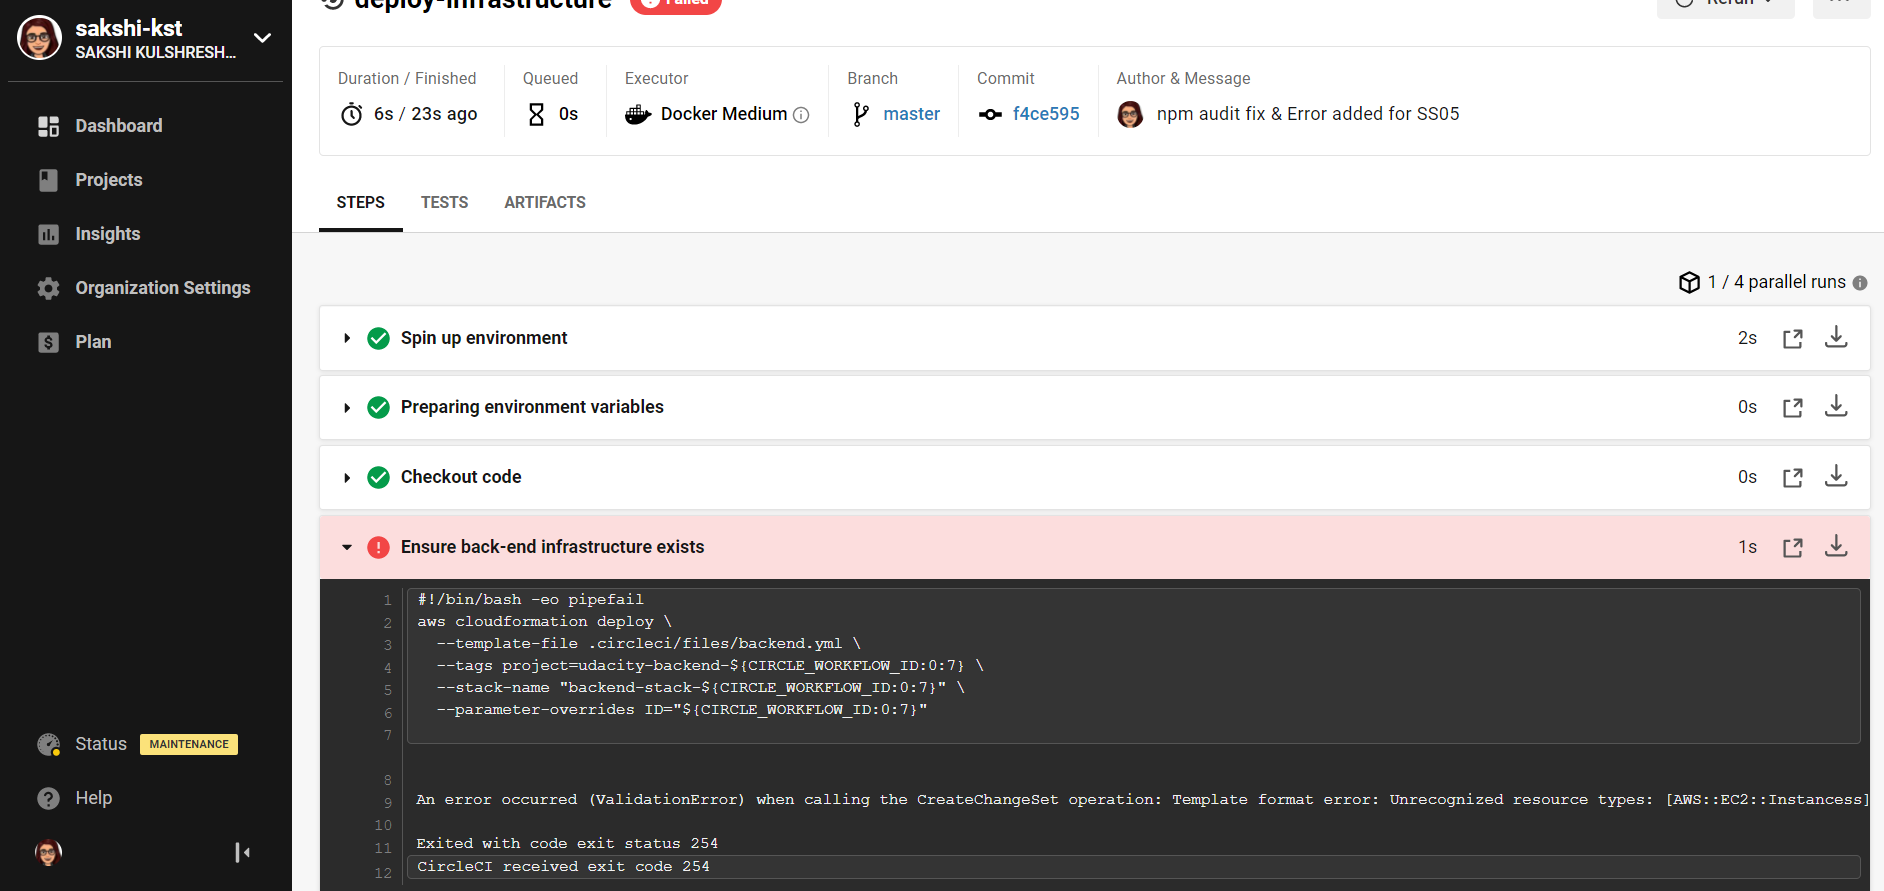 sakshi-kst
SAKSHI KULSHRESH...
Dashboard
Projects
Insights
Organization Settings
Plan
Status MAINTENANCE
Help
deploy-infrastructure Failed
Rerun
Duration / Finished
6s / 23s ago
Queued
0s
Executor
Docker Medium
Branch
master
Commit
f4ce595
Author & Message
npm audit fix & Error added for SS05
STEPS TESTS ARTIFACTS
1 / 4 parallel runs
Spin up environment 2s
Preparing environment variables 0s
Checkout code 0s
Ensure back-end infrastructure exists 1s
1 #!/bin/bash -eo pipefail
2 aws cloudformation deploy \
3 --template-file .circleci/files/backend.yml \
4 --tags project=udacity-backend-${CIRCLE_WORKFLOW_ID:0:7} \
5 --stack-name "backend-stack-${CIRCLE_WORKFLOW_ID:0:7}" \
6 --parameter-overrides ID="${CIRCLE_WORKFLOW_ID:0:7}"
7
8
9 An error occurred (ValidationError) when calling the CreateChangeSet operation: Template format error: Unrecognized resource types: [AWS::EC2::Instancess]
10
11 Exited with code exit status 254
12 CircleCI received exit code 254